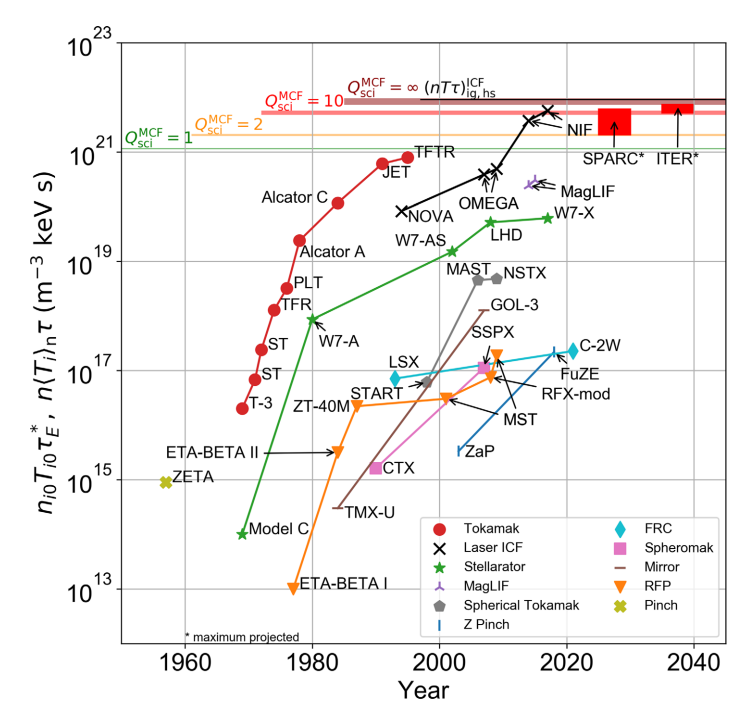 10^23
10^21
10^19
10^17
10^15
10^13
n_i0 T_i0 τ_E^* , n⟨T_i⟩_n τ (m^−3 keV s)
Q_sci^MCF = ∞ (nTτ)_ig, hs^ICF
Q_sci^MCF = 10
Q_sci^MCF = 2
Q_sci^MCF = 1
NIF
SPARC*
ITER*
TFTR
JET
Alcator C
NOVA
OMEGA
MagLIF
W7-X
W7-AS
LHD
Alcator A
MAST
NSTX
PLT
GOL-3
TFR
W7-A
SSPX
ST
LSX
C-2W
ST
START
FuZE
RFX-mod
T-3
ZT-40M
MST
ETA-BETA II
ZaP
ZETA
CTX
TMX-U
Model C
ETA-BETA I
Tokamak
Laser ICF
Stellarator
MagLIF
Spherical Tokamak
Z Pinch
FRC
Spheromak
Mirror
RFP
Pinch
* maximum projected
1960 1980 2000 2020 2040
Year